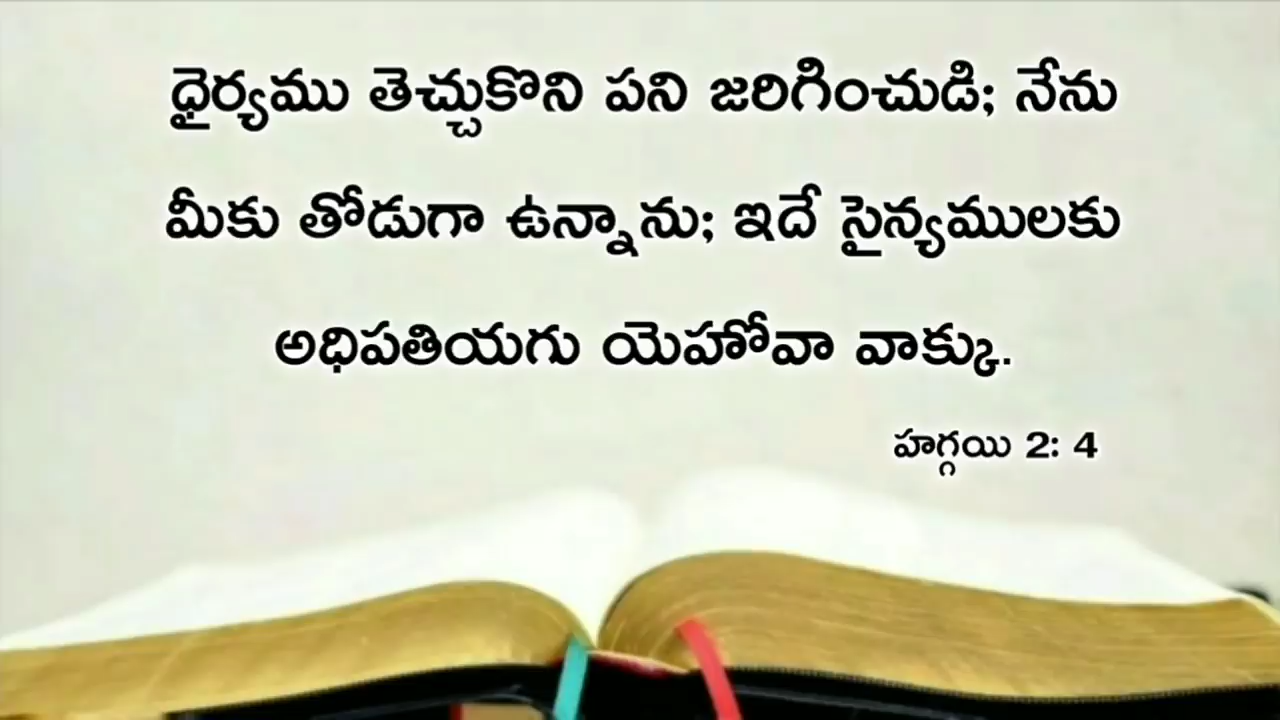 ధైర్యము తెచ్చుకొని పని జరిగించుడి; నేను
మీకు తోడుగా ఉన్నాను; ఇదే సైన్యములకు
అధిపతియగు యెహోవా వాక్కు.
హగ్గయి 2: 4